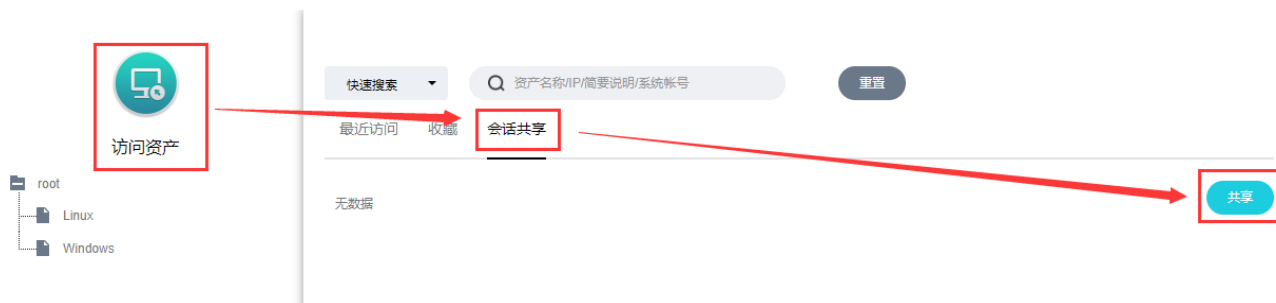 访问资产
root
Linux
Windows
快速搜索
资产名称/IP/简要说明/系统帐号
重置
最近访问 收藏 会话共享
无数据
共享